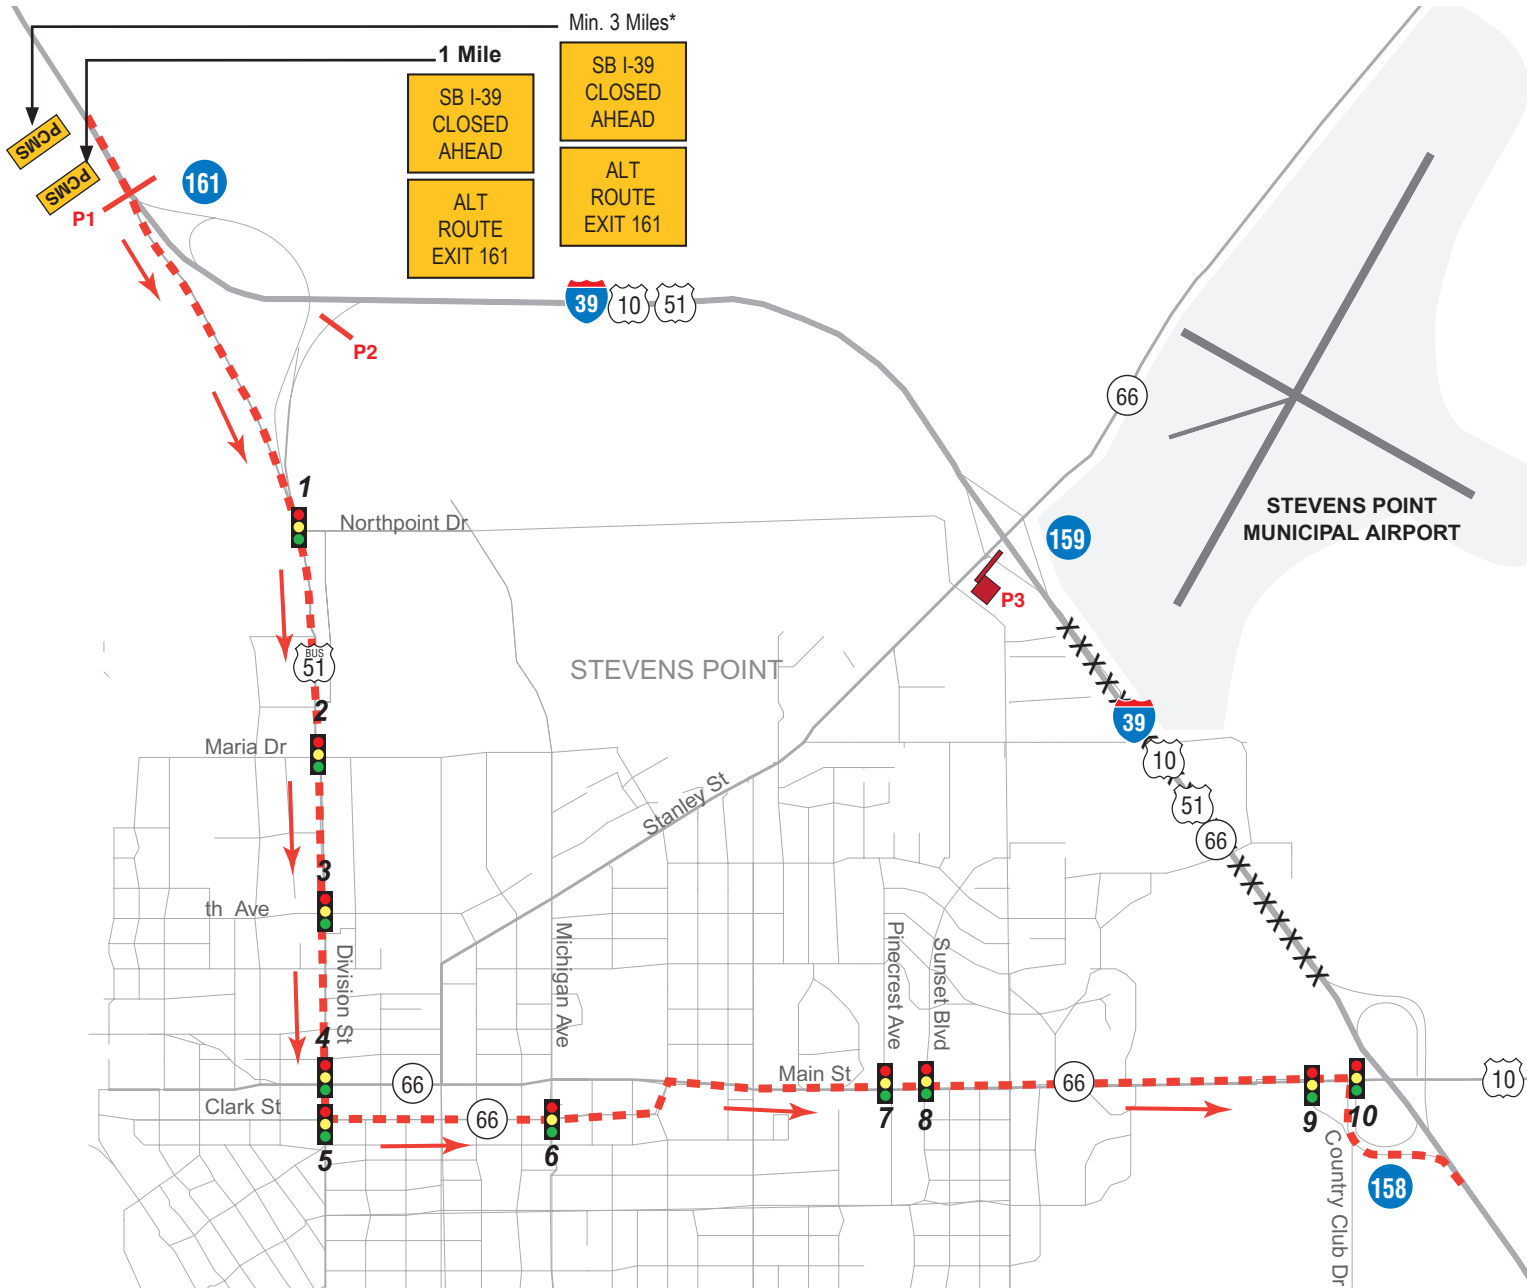 Min. 3 Miles*
1 Mile
SB I-39
CLOSED
AHEAD
SB I-39
CLOSED
AHEAD
ALT
ROUTE
EXIT 161
ALT
ROUTE
EXIT 161
PCMS
PCMS
161
P1
39
10
51
P2
66
1
Northpoint Dr
STEVENS POINT
MUNICIPAL AIRPORT
159
P3
BUS
51
STEVENS POINT
2
Maria Dr
39
10
51
66
Stanley St
3
th Ave
Division St
Michigan Ave
Pinecrest Ave
Sunset Blvd
4
66
Main St
66
10
Clark St
66
5
6
7
8
9
10
Country Club Dr
158